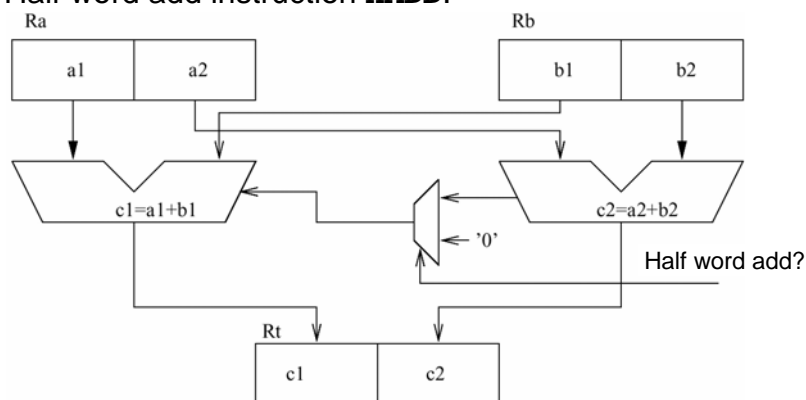 Half word add instruction HADD:
Ra
Rb
a1
a2
b1
b2
c1=a1+b1
c2=a2+b2
'0'
Half word add?
Rt
c1
c2